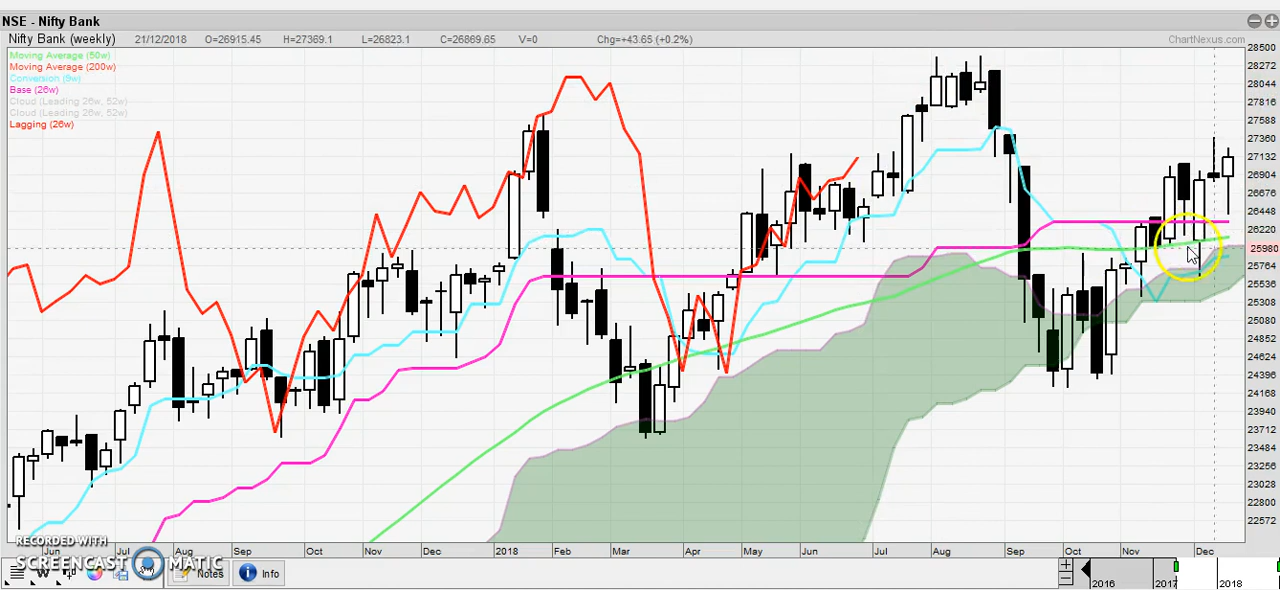 NSE - Nifty Bank
Nifty Bank (weekly) 21/12/2018 O=26915.45 H=27369.1 L=26823.1 C=26869.65 V=0 Chg=+43.65 (+0.2%) ChartNexus.com
Moving Average (50w)
Moving Average (200w)
Conversion (9w)
Base (26w)
Cloud (Leading 26w, 52w)
Cloud (Leading 26w, 52w)
Lagging (26w)
28500
28272
28044
27816
27588
27360
27132
26904
26676
26448
26220
25980
25764
25536
25308
25080
24852
24624
24396
24168
23940
23712
23484
23256
23028
22800
22572
Jun Jul Aug Sep Oct Nov Dec 2018 Feb Mar Apr May Jun Jul Aug Sep Oct Nov Dec
RECORDED WITH
SCREENCAST MATIC
W Notes Info
2016 2017 2018